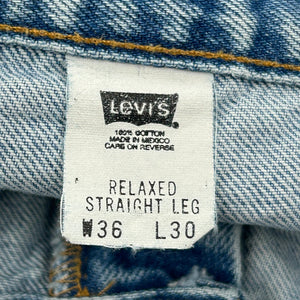 LEVI'S
100% COTTON
MADE IN MEXICO
CARE ON REVERSE
RELAXED
STRAIGHT LEG
W36 L30